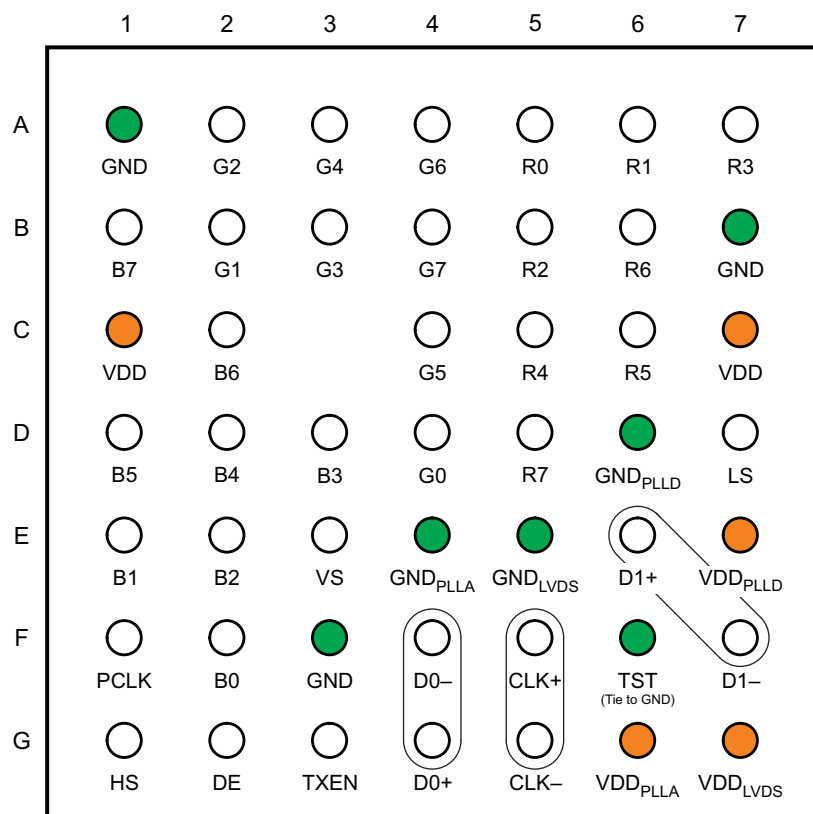 1 2 3 4 5 6 7
A
GND G2 G4 G6 R0 R1 R3
B
B7 G1 G3 G7 R2 R6 GND
C
VDD B6 G5 R4 R5 VDD
D
B5 B4 B3 G0 R7 GNDPLLD LS
E
B1 B2 VS GNDPLLA GNDLVDS D1+ VDDPLLD
F
PCLK B0 GND D0– CLK+ TST D1–
(Tie to GND)
G
HS DE TXEN D0+ CLK– VDDPLLA VDDLVDS